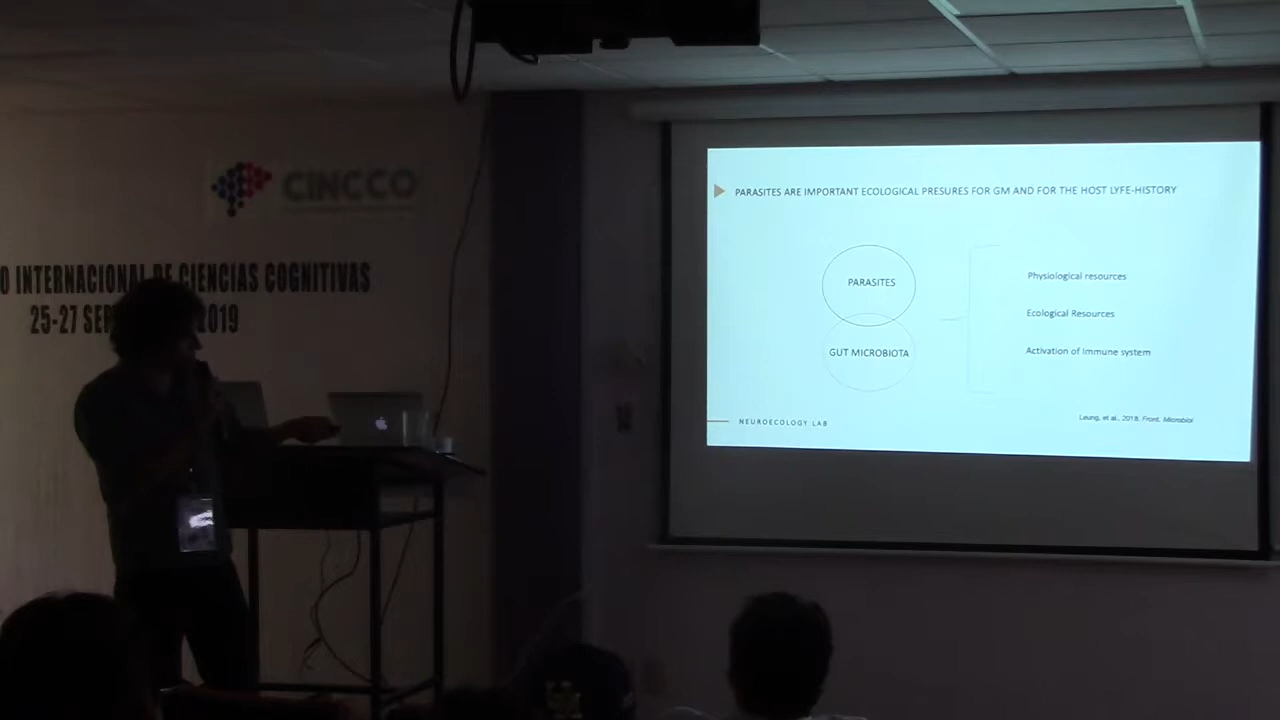 CINCCO
O INTERNACIONAL DE CIENCIAS COGNITIVAS
25-27 SEP 2019
PARASITES ARE IMPORTANT ECOLOGICAL PRESURES FOR GM AND FOR THE HOST LYFE-HISTORY
PARASITES
GUT MICROBIOTA
Physiological resources
Ecological Resources
Activation of Immune system
Leung, et al., 2018. Front. Microbiol
NEUROECOLOGY LAB